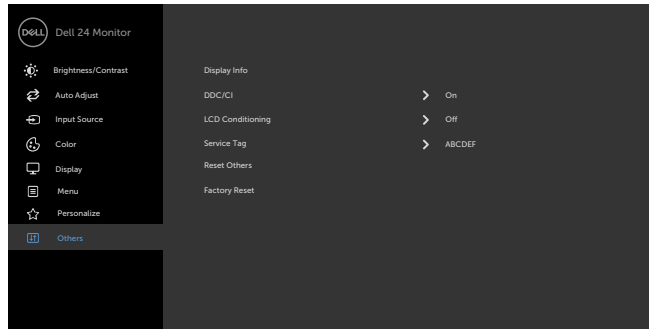 DELL
Dell 24 Monitor
Brightness/Contrast
Auto Adjust
Input Source
Color
Display
Menu
Personalize
Others
Display Info
DDC/CI On
LCD Conditioning Off
Service Tag ABCDEF
Reset Others
Factory Reset